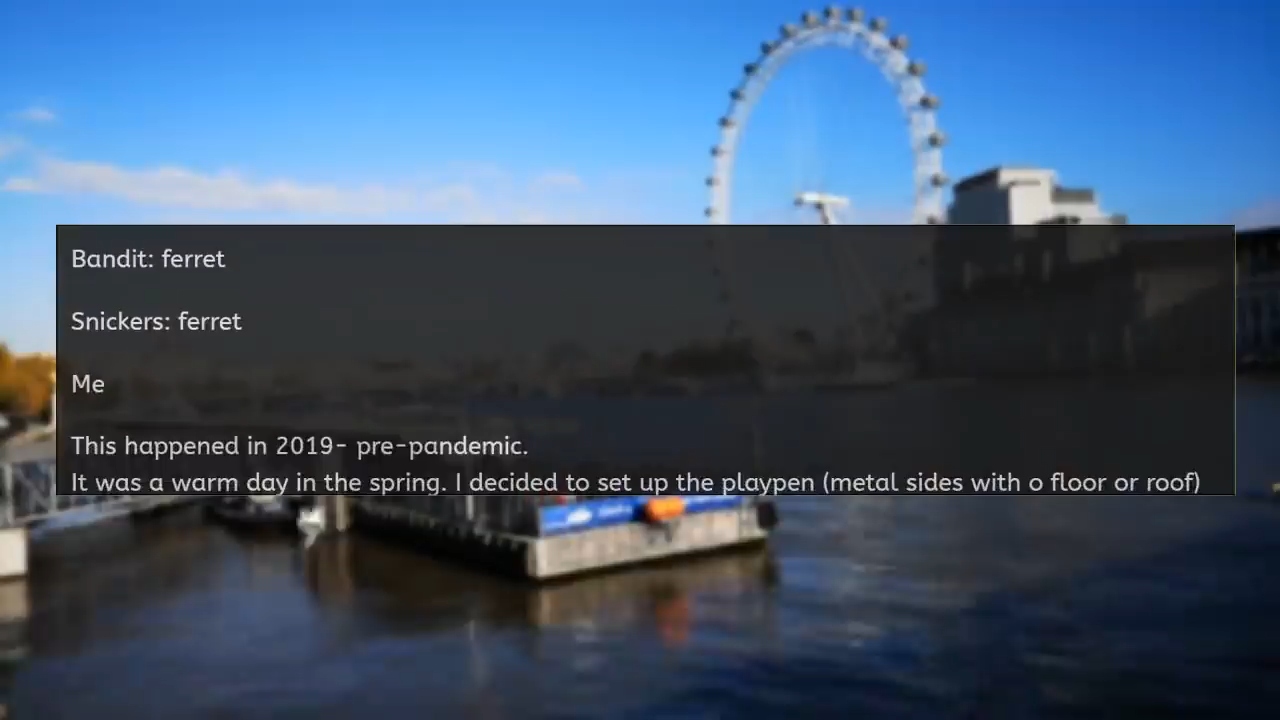 Bandit: ferret
Snickers: ferret
Me
This happened in 2019- pre-pandemic.
It was a warm day in the spring. I decided to set up the playpen (metal sides with o floor or roof)